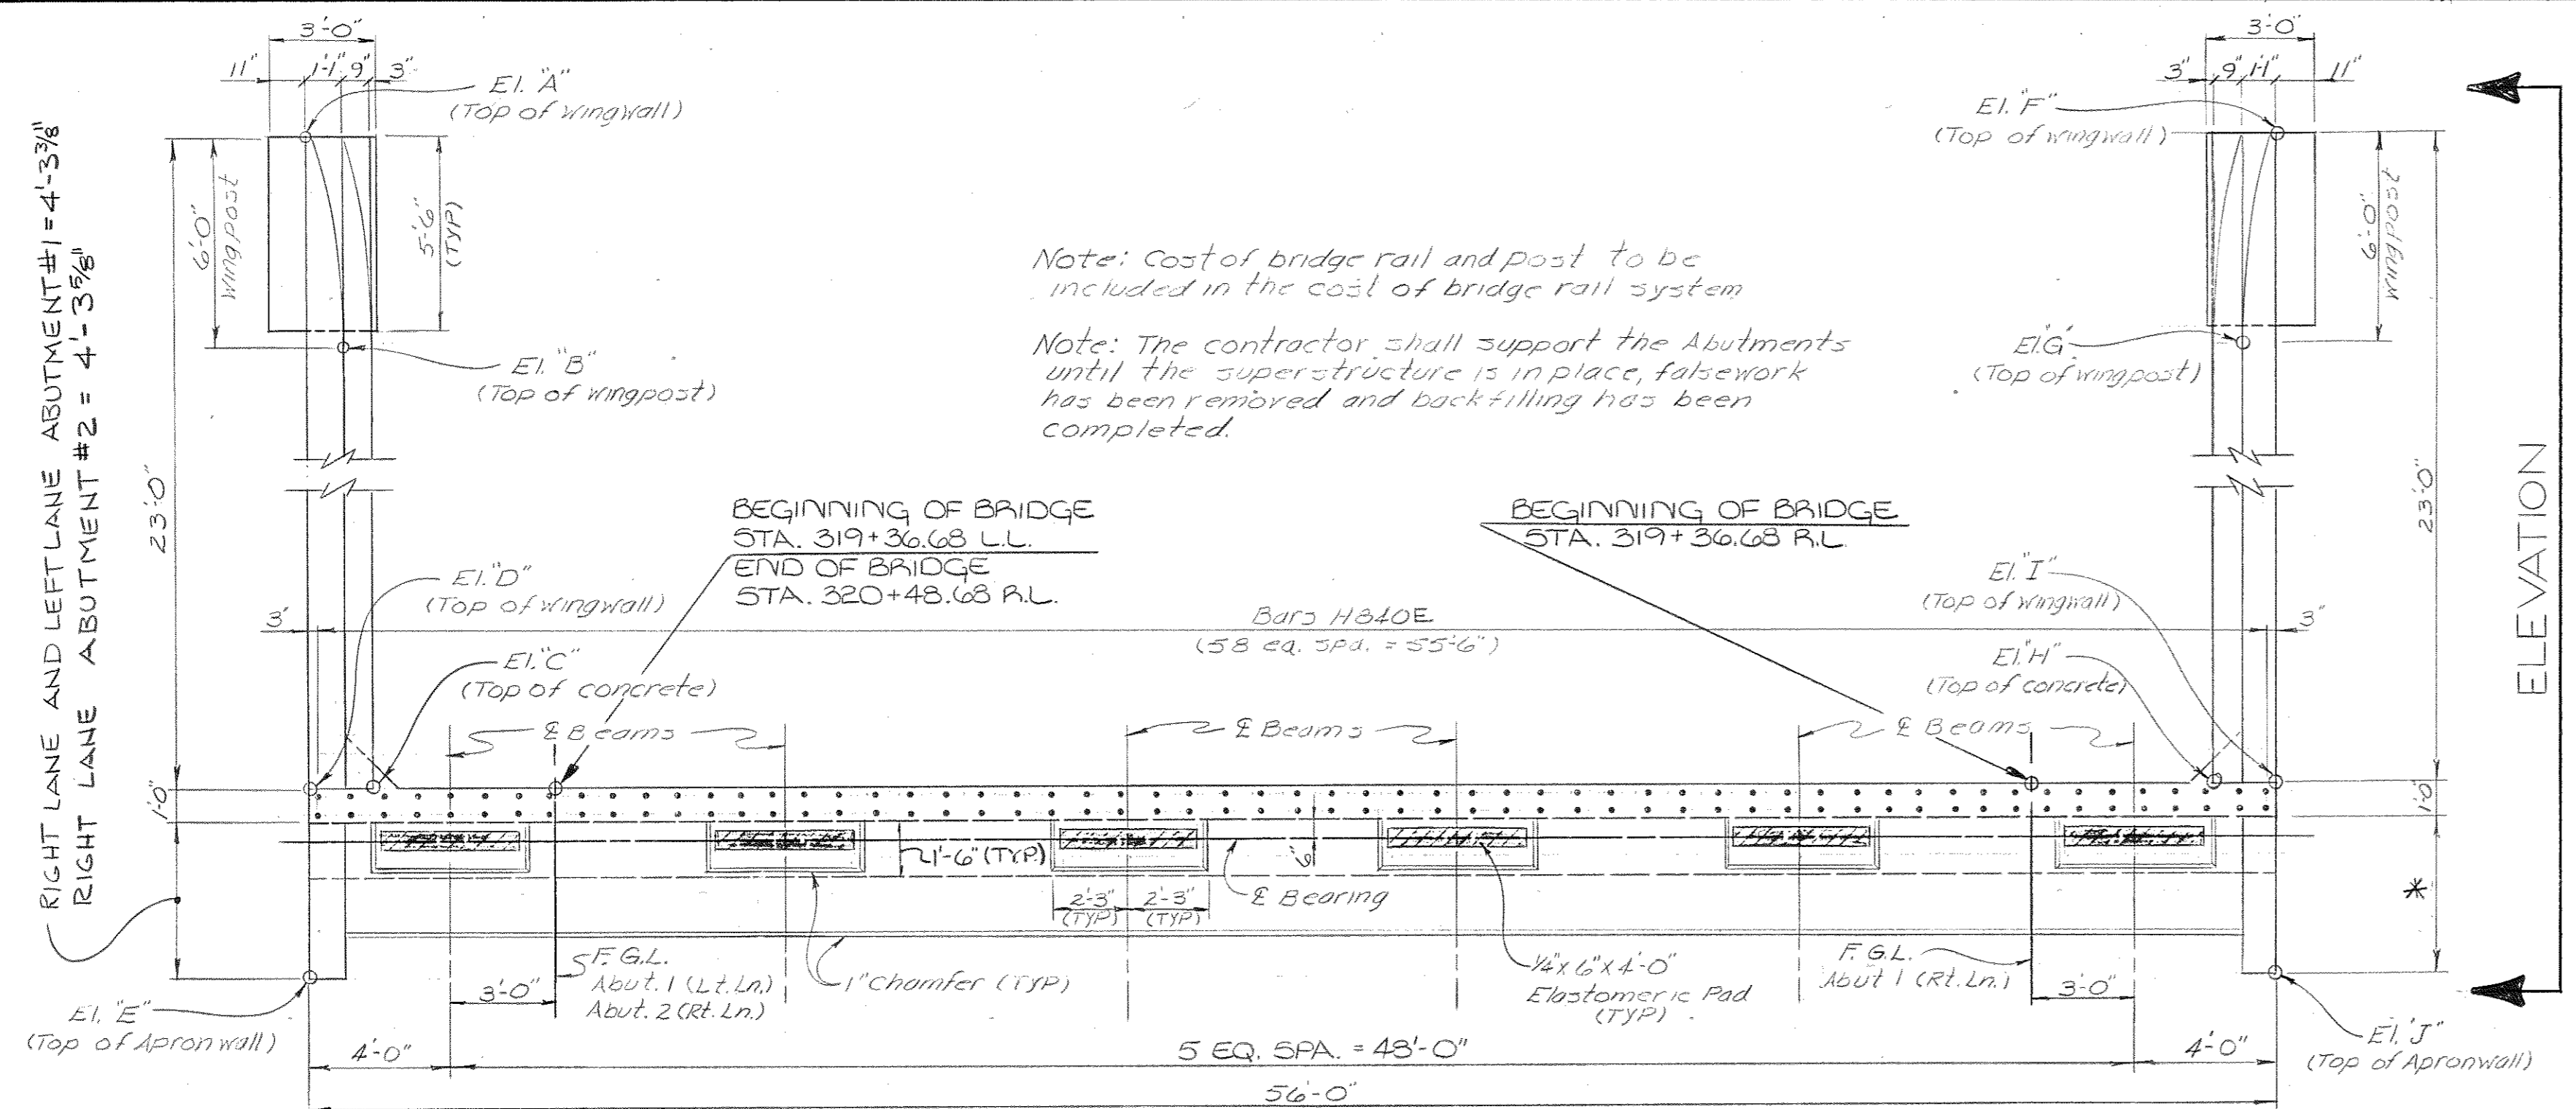 3'-0"
11" 1'-1" 9" 3"
El. "A"
(Top of wingwall)
6'-0"
wingpost
5'-6"
(TYP)
El. "B"
(Top of wingpost)
RIGHT LANE AND LEFT LANE ABUTMENT #1 = 4'-3 3/8"
RIGHT LANE ABUTMENT #2 = 4'-3 5/8"
23'-0"
1'-0"
Note: Cost of bridge rail and post to be
included in the cost of bridge rail system
Note: The contractor shall support the Abutments
until the superstructure is in place, falsework
has been removed and backfilling has been
completed.
3'-0"
3" 9" 1'-1" 11"
El. "F"
(Top of wingwall)
6'-0"
wingpost
El. "G"
(Top of wingpost)
23'-0"
1'-0"
*
ELEVATION
BEGINNING OF BRIDGE
STA. 319+36.68 L.L.
END OF BRIDGE
STA. 320+48.68 R.L.
BEGINNING OF BRIDGE
STA. 319+36.68 R.L.
El. "D"
(Top of wingwall)
3'
Bars H840E
(58 eq. spa. = 55'-6")
3"
El. "I"
(Top of wingwall)
El. "C"
(Top of concrete)
El. "H"
(Top of concrete)
℄ Beams
℄ Beams
℄ Beams
1'-6" (TYP)
6"
2'-3" 2'-3"
(TYP) (TYP)
℄ Bearing
1/4" x 6" x 4'-0"
Elastomeric Pad
(TYP)
1" Chamfer (TYP)
F.G.L.
Abut. 1 (Lt. Ln.)
Abut. 2 (Rt. Ln.)
3'-0"
F.G.L.
Abut 1 (Rt. Ln.)
3'-0"
El. "E"
(Top of Apronwall)
El. "J"
(Top of Apronwall)
4'-0"
5 EQ. SPA. = 48'-0"
4'-0"
56'-0"